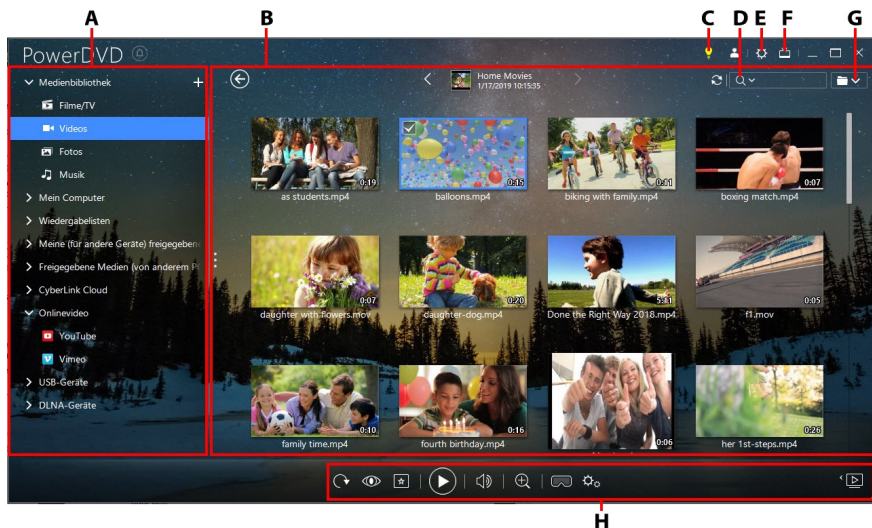 A B C D E F G
PowerDVD
Medienbibliothek
Filme/TV
Videos
Fotos
Musik
Mein Computer
Wiedergabelisten
Meine (für andere Geräte) freigegeben
Freigegebene Medien (von anderem
CyberLink Cloud
Onlinevideo
YouTube
Vimeo
USB-Geräte
DLNA-Geräte
Home Movies
1/17/2019 10:15:35
0:19 0:15 0:11 0:07
as students.mp4 balloons.mp4 biking with family.mp4 boxing match.mp4
0:07 0:20 5:11 0:05
daughter with flowers.mov daughter-dog.mp4 Done the Right Way 2018.mp4 f1.mov
0:10 0:16 0:06 0:26
family time.mp4 fourth birthday.mp4 her 1st-steps.mp4
H